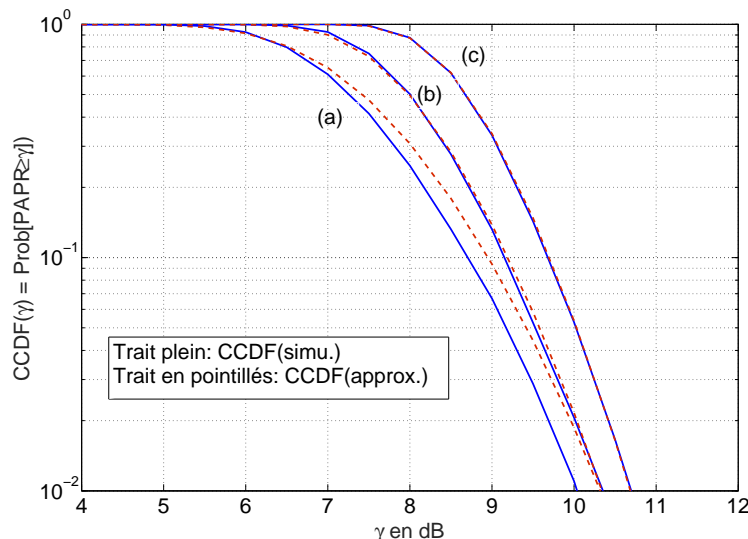 10^0
(c)
(b)
(a)
CCDF(γ) = Prob[PAPR≥γ])
10^-1
Trait plein: CCDF(simu.)
Trait en pointillés: CCDF(approx.)
10^-2
4 5 6 7 8 9 10 11 12
γ en dB